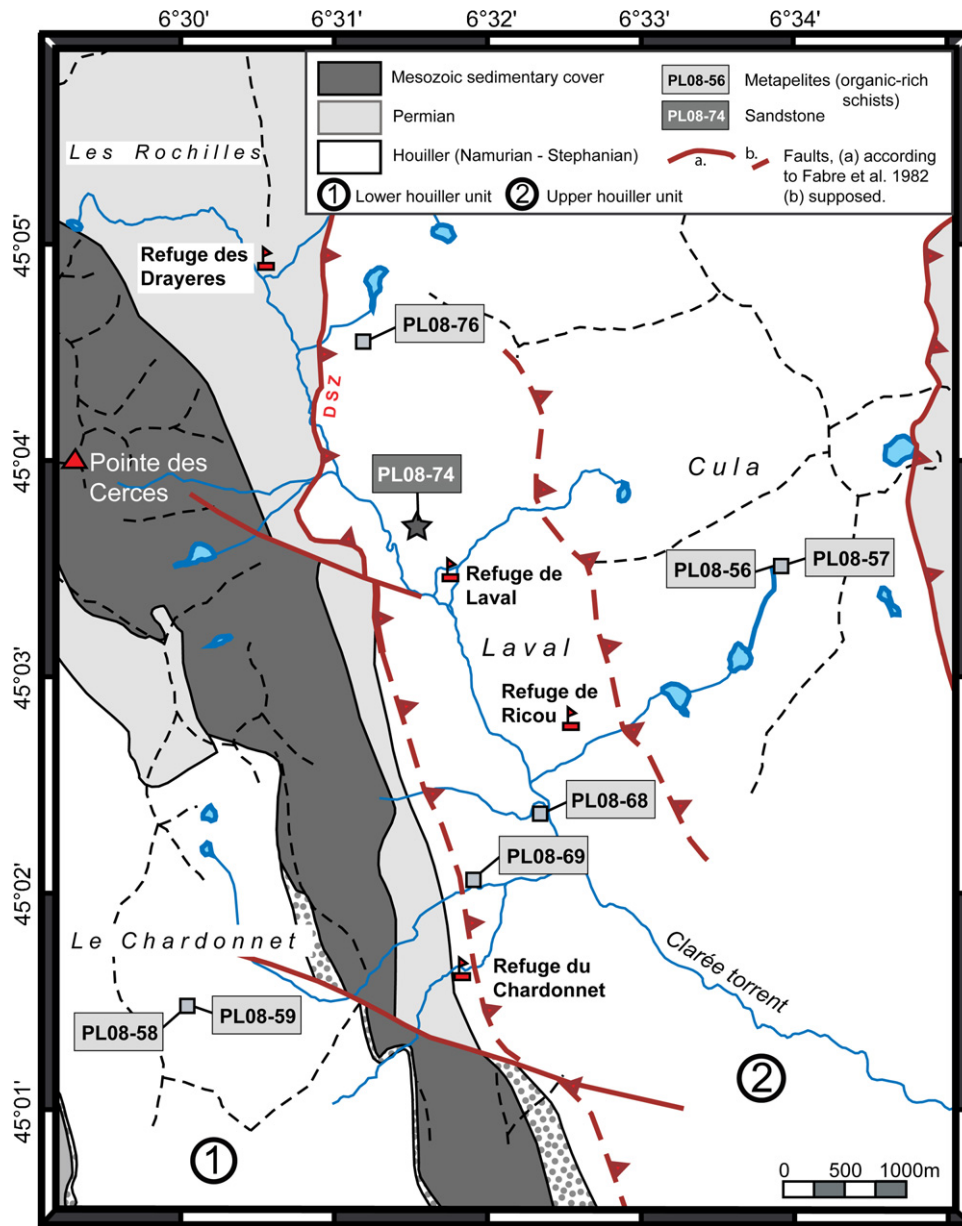 6°30' 6°31' 6°32' 6°33' 6°34'
Mesozoic sedimentary cover
Permian
Houiller (Namurian - Stephanian)
1 Lower houiller unit
2 Upper houiller unit
PL08-56 Metapelites (organic-rich
schists)
PL08-74 Sandstone
a. b. Faults, (a) according
to Fabre et al. 1982
(b) supposed.
Les Rochilles
45°05'
Refuge des
Drayeres
PL08-76
DSZ
45°04'
Pointe des
Cerces
PL08-74
Cula
PL08-56
PL08-57
Refuge de
Laval
Laval
45°03'
Refuge de
Ricou
PL08-68
PL08-69
45°02'
Le Chardonnet
Refuge du
Chardonnet
Clarée torrent
PL08-58
PL08-59
45°01'
1
2
0 500 1000m